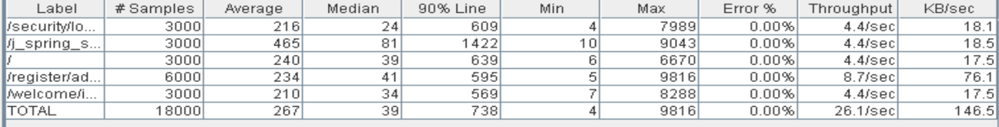 Label # Samples Average Median 90% Line Min Max Error % Throughput KB/sec
/security/lo... 3000 216 24 609 4 7989 0.00% 4.4/sec 18.1
/j_spring_s... 3000 465 81 1422 10 9043 0.00% 4.4/sec 18.5
/ 3000 240 39 639 6 6670 0.00% 4.4/sec 17.5
/register/ad... 6000 234 41 595 5 9816 0.00% 8.7/sec 76.1
/welcome/i... 3000 210 34 569 7 8288 0.00% 4.4/sec 17.5
TOTAL 18000 267 39 738 4 9816 0.00% 26.1/sec 146.5